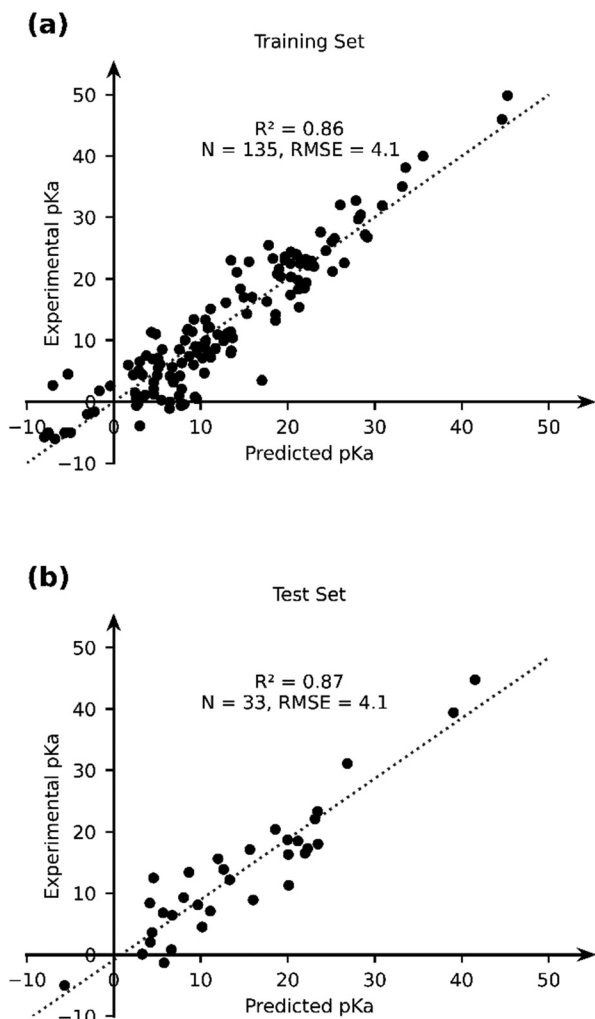 (a)
Training Set
50
R² = 0.86
N = 135, RMSE = 4.1
40
30
Experimental pKa
20
10
0
−10 0 10 20 30 40 50
Predicted pKa
−10
(b)
Test Set
50
R² = 0.87
N = 33, RMSE = 4.1
40
30
Experimental pKa
20
10
0
−10 0 10 20 30 40 50
Predicted pKa
−10